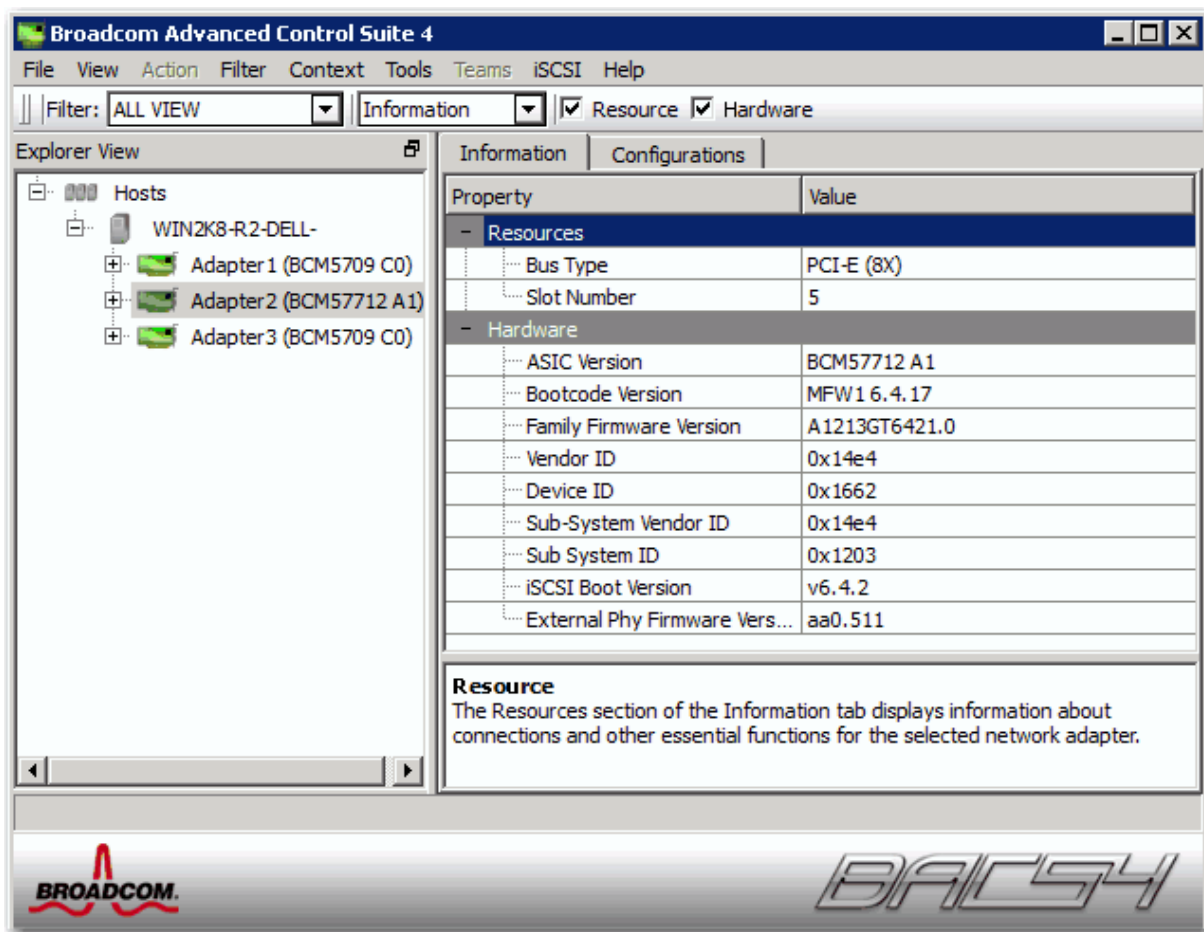 Broadcom Advanced Control Suite 4
File View Action Filter Context Tools Teams iSCSI Help
Filter: ALL VIEW Information Resource Hardware
Explorer View
Hosts
WIN2K8-R2-DELL-
Adapter1 (BCM5709 C0)
Adapter2 (BCM57712 A1)
Adapter3 (BCM5709 C0)
Information Configurations
Property Value
Resources
Bus Type PCI-E (8X)
Slot Number 5
Hardware
ASIC Version BCM57712 A1
Bootcode Version MFW1 6.4.17
Family Firmware Version A1213GT6421.0
Vendor ID 0x14e4
Device ID 0x1662
Sub-System Vendor ID 0x14e4
Sub System ID 0x1203
iSCSI Boot Version v6.4.2
External Phy Firmware Vers... aa0.511
Resource
The Resources section of the Information tab displays information about
connections and other essential functions for the selected network adapter.
BROADCOM.
BACS4